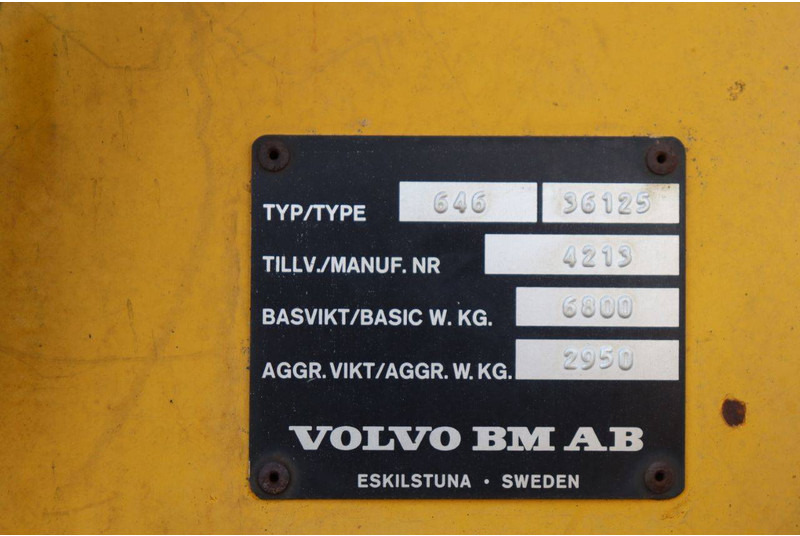 TYP/TYPE 646 36125
TILLV./MANUF. NR 4213
BASVIKT/BASIC W. KG. 6800
AGGR. VIKT/AGGR. W. KG. 2950
VOLVO BM AB
ESKILSTUNA · SWEDEN